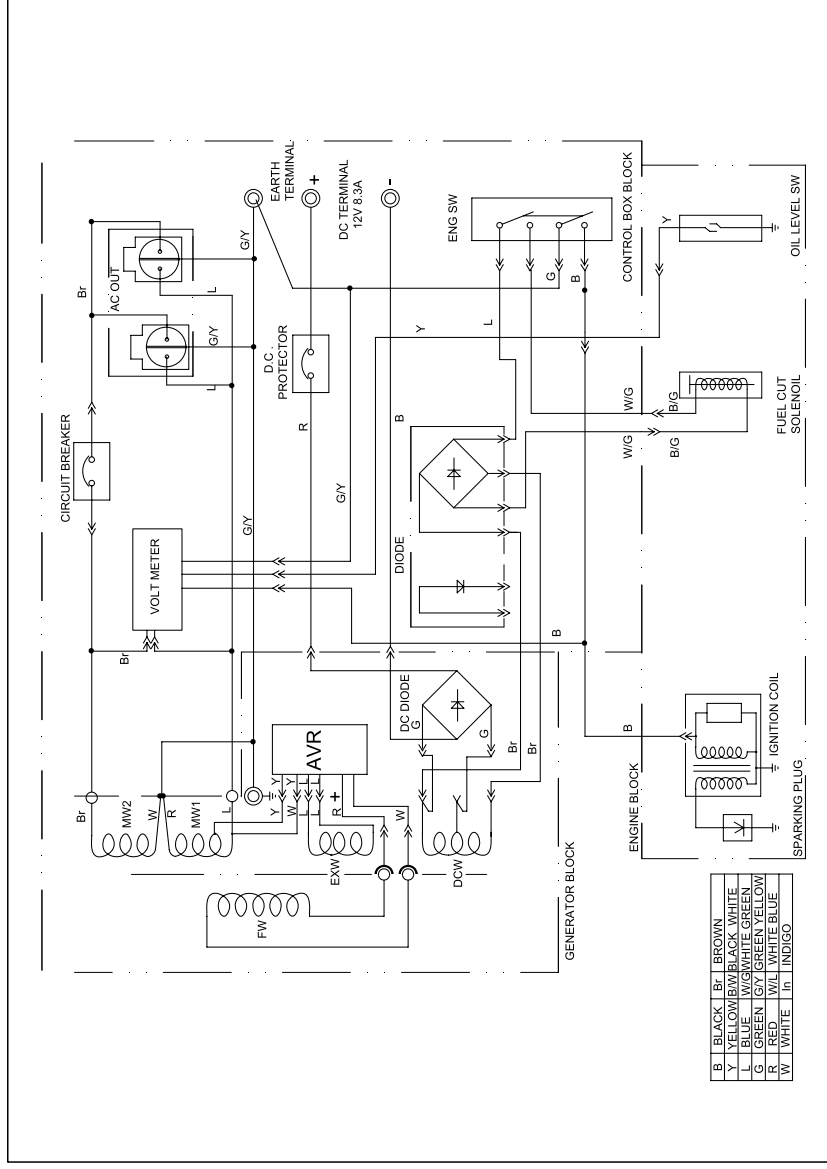 CIRCUIT BREAKER
Br
AC OUT
L
L
G/Y
G/Y
EARTH
TERMINAL
+
DC TERMINAL
12V 8.3A
-
VOLT METER
Br
G/Y
D.C.
PROTECTOR
R
G/Y
B
Y
L
ENG SW
G
B
CONTROL BOX BLOCK
DIODE
Br
MW2
W
R
MW1
L
AVR
Y
Y
W
L
L
L
L
R
+
Y
W
EXW
FW
DCW
DC DIODE
G
G
Br
Br
B
GENERATOR BLOCK
ENGINE BLOCK
B
W/G
W/G
B/G
B/G
Y
OIL LEVEL SW
FUEL CUT
SOLENOIL
IGNITION COIL
SPARKING PLUG
B BLACK Br BROWN
Y YELLOW B/W BLACK WHITE
L BLUE W/G WHITE GREEN
G GREEN G/Y GREEN YELLOW
R RED W/L WHITE BLUE
W WHITE In INDIGO